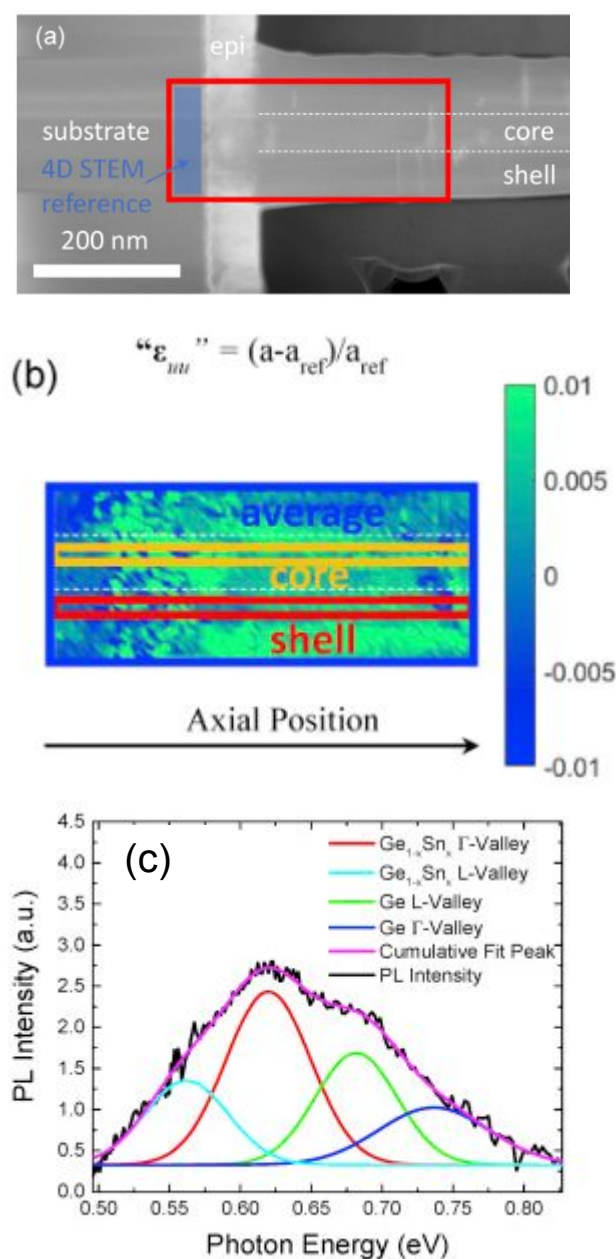 (a)
epi
substrate
core
4D STEM
reference
shell
200 nm
(b)
“ε_uu” = (a-a_ref)/a_ref
0.01
0.005
0
-0.005
-0.01
average
core
shell
Axial Position
(c)
Ge₁₋ₓSnₓ Γ-Valley
Ge₁₋ₓSnₓ L-Valley
Ge L-Valley
Ge Γ-Valley
Cumulative Fit Peak
PL Intensity
PL Intensity (a.u.)
4.5
4.0
3.5
3.0
2.5
2.0
1.5
1.0
0.5
0.0
0.50 0.55 0.60 0.65 0.70 0.75 0.80
Photon Energy (eV)